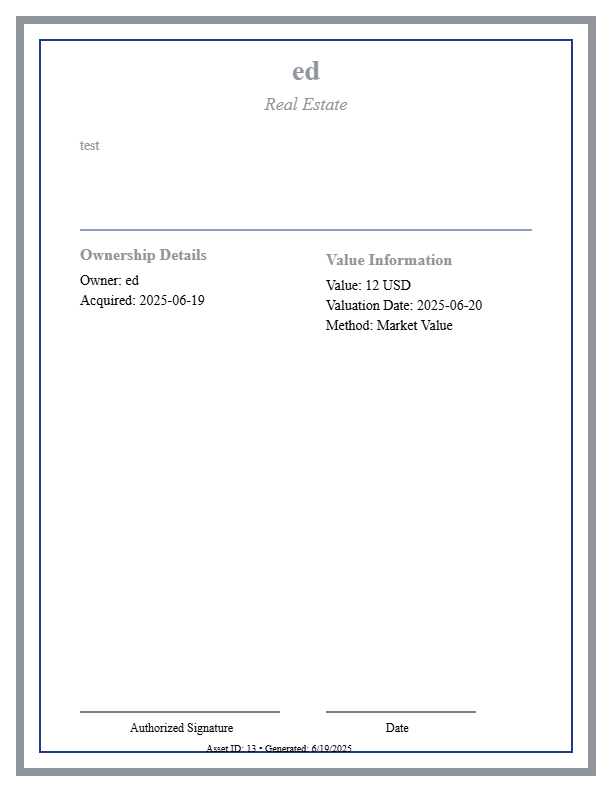 ed
Real Estate
test
Ownership Details
Owner: ed
Acquired: 2025-06-19
Value Information
Value: 12 USD
Valuation Date: 2025-06-20
Method: Market Value
Authorized Signature
Date
Asset ID: 13 • Generated: 6/19/2025